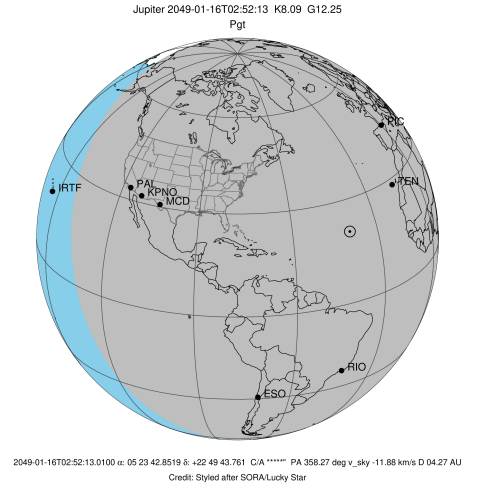 Jupiter 2049-01-16T02:52:13  K8.09  G12.25
Pgt
PIC
TEN
IRTF
PAL
KPNO
MCD
RIO
ESO
2049-01-16T02:52:13.0100 α: 05 23 42.8519 δ: +22 49 43.761  C/A *****"  PA 358.27 deg v_sky -11.88 km/s D 04.27 AU
Credit: Styled after SORA/Lucky Star